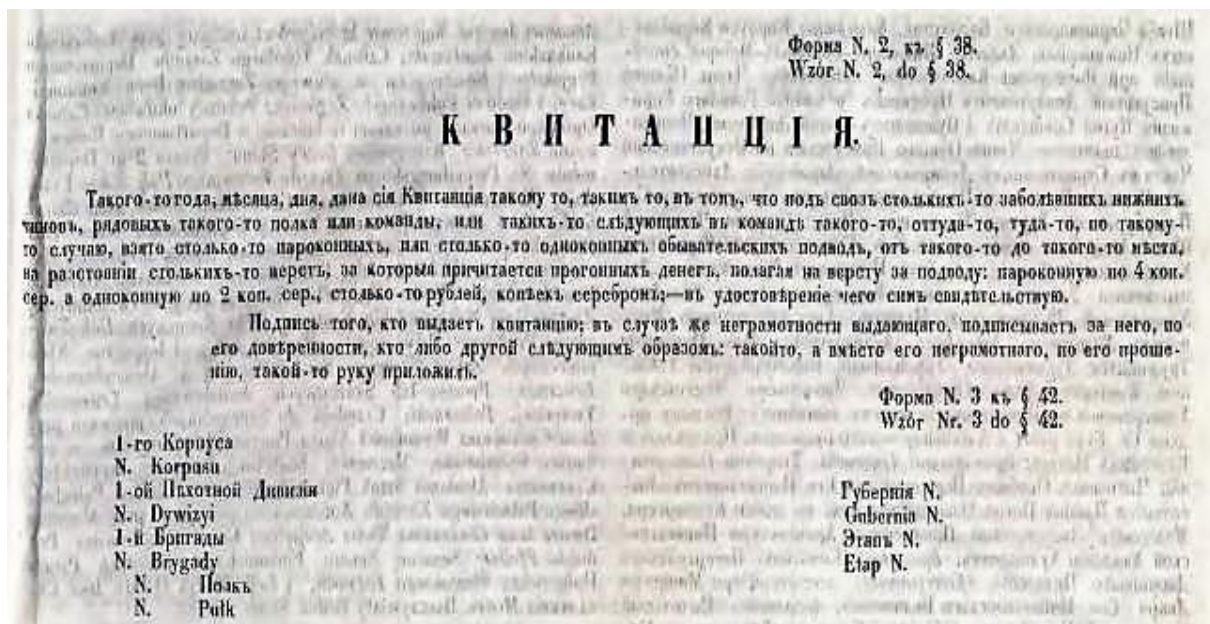 Форма N. 2, къ § 38.
Wzór N. 2, do § 38.
КВИТАНЦІЯ.
Такого-то года, мѣсяца, дня, дана сія Квитанція такому то, такимъ то, въ томъ, что подъ свозъ столькихъ-то заболѣвшихъ нижнихъ
чиновъ, рядовыхъ такого-то полка или команды, или такихъ-то слѣдующихъ въ командѣ такого-то, оттуда-то, туда-то, по такому-
то случаю, взято столько-то пароконныхъ, или столько-то одноконныхъ обывательскихъ подводъ, отъ такого-то до такого-то мѣста,
на разстояніи столькихъ-то верстъ, за которыя причитается прогонныхъ денегъ, полагая на версту за подводу: пароконную по 4 коп.
сер. а одноконную по 2 коп. сер., столько-то рублей, копѣекъ серебромъ;—въ удостовѣреніе чего симъ свидѣтельствую.
Подпись того, кто выдаетъ квитанцію; въ случаѣ же неграмотности выдающаго, подписываетъ за него, по
его довѣренности, кто либо другой слѣдующимъ образомъ: такойто, а вмѣсто его неграмотнаго, по его проше-
нію, такой-то руку приложилъ.
Форма N. 3 къ § 42.
Wzór Nr. 3 do § 42.
1-го Корпуса
N. Korpusu
1-ой Пѣхотной Дивизіи
N. Dywizyi
1-й Бригады
N. Brygady
N. Полкъ
N. Pułk
Губернія N.
Gubernia N.
Этапъ N.
Etap N.